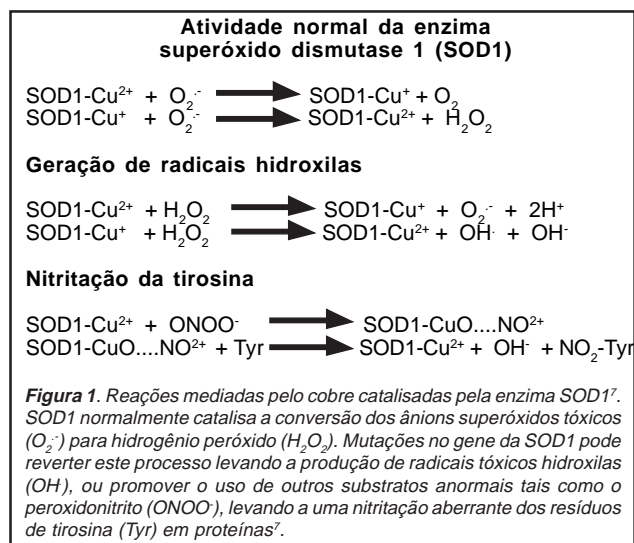 Atividade normal da enzima
superóxido dismutase 1 (SOD1)
SOD1-Cu²⁺ + O₂·⁻ ⟶ SOD1-Cu⁺ + O₂
SOD1-Cu⁺ + O₂·⁻ ⟶ SOD1-Cu²⁺ + H₂O₂
Geração de radicais hidroxilas
SOD1-Cu²⁺ + H₂O₂ ⟶ SOD1-Cu⁺ + O₂·⁻ + 2H⁺
SOD1-Cu⁺ + H₂O₂ ⟶ SOD1-Cu²⁺ + OH· + OH⁻
Nitritação da tirosina
SOD1-Cu²⁺ + ONOO⁻ ⟶ SOD1-CuO....NO²⁺
SOD1-CuO....NO²⁺ + Tyr ⟶ SOD1-Cu²⁺ + OH⁻ + NO₂-Tyr
Figura 1. Reações mediadas pelo cobre catalisadas pela enzima SOD1⁷.
SOD1 normalmente catalisa a conversão dos ânions superóxidos tóxicos
(O₂·⁻) para hidrogênio peróxido (H₂O₂). Mutações no gene da SOD1 pode
reverter este processo levando a produção de radicais tóxicos hidroxilas
(OH·), ou promover o uso de outros substratos anormais tais como o
peroxidonitrito (ONOO⁻), levando a uma nitritação aberrante dos resíduos
de tirosina (Tyr) em proteínas⁷.